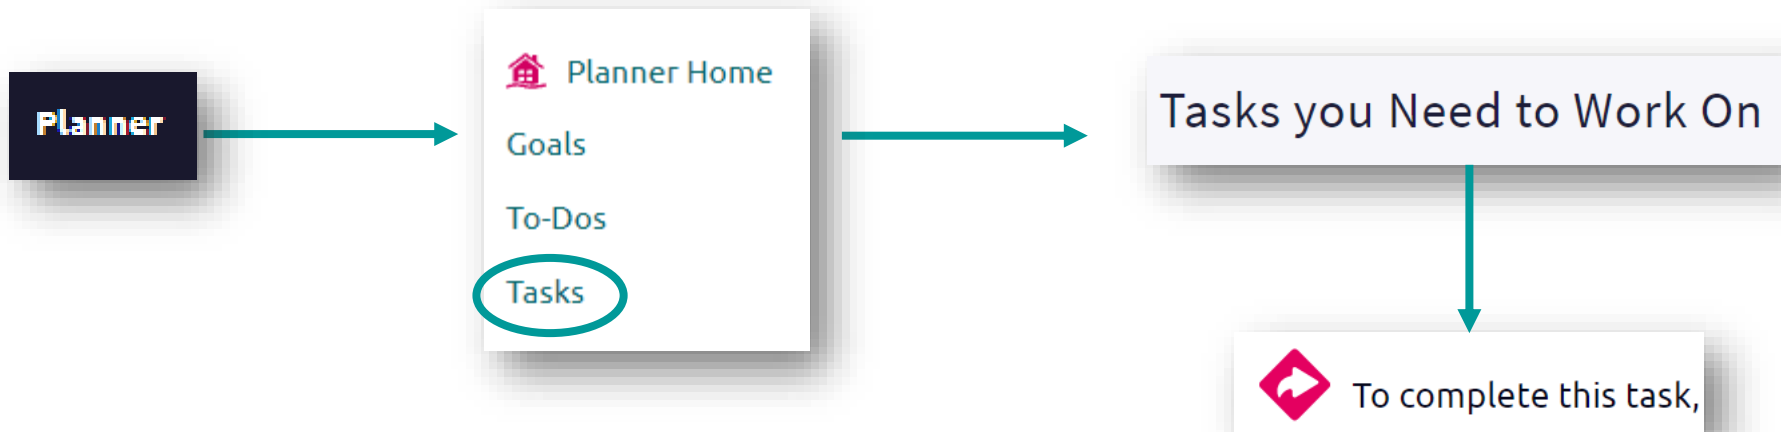 Planner
Planner Home
Goals
To-Dos
Tasks
Tasks you Need to Work On
To complete this task,